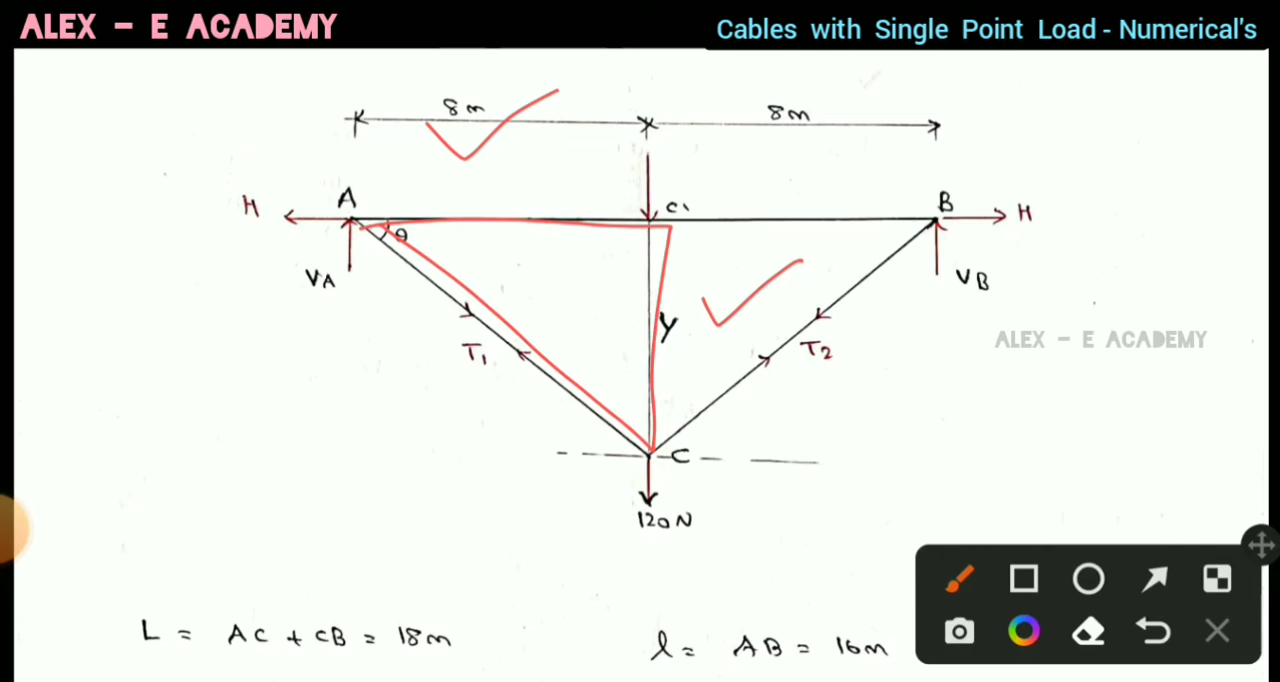 ALEX - E ACADEMY
Cables with Single Point Load - Numerical's
8m
8m
H
A
C1
B
H
θ
VA
VB
y
T1
T2
ALEX - E ACADEMY
C
120N
L = AC + CB = 18m
l = AB = 16m